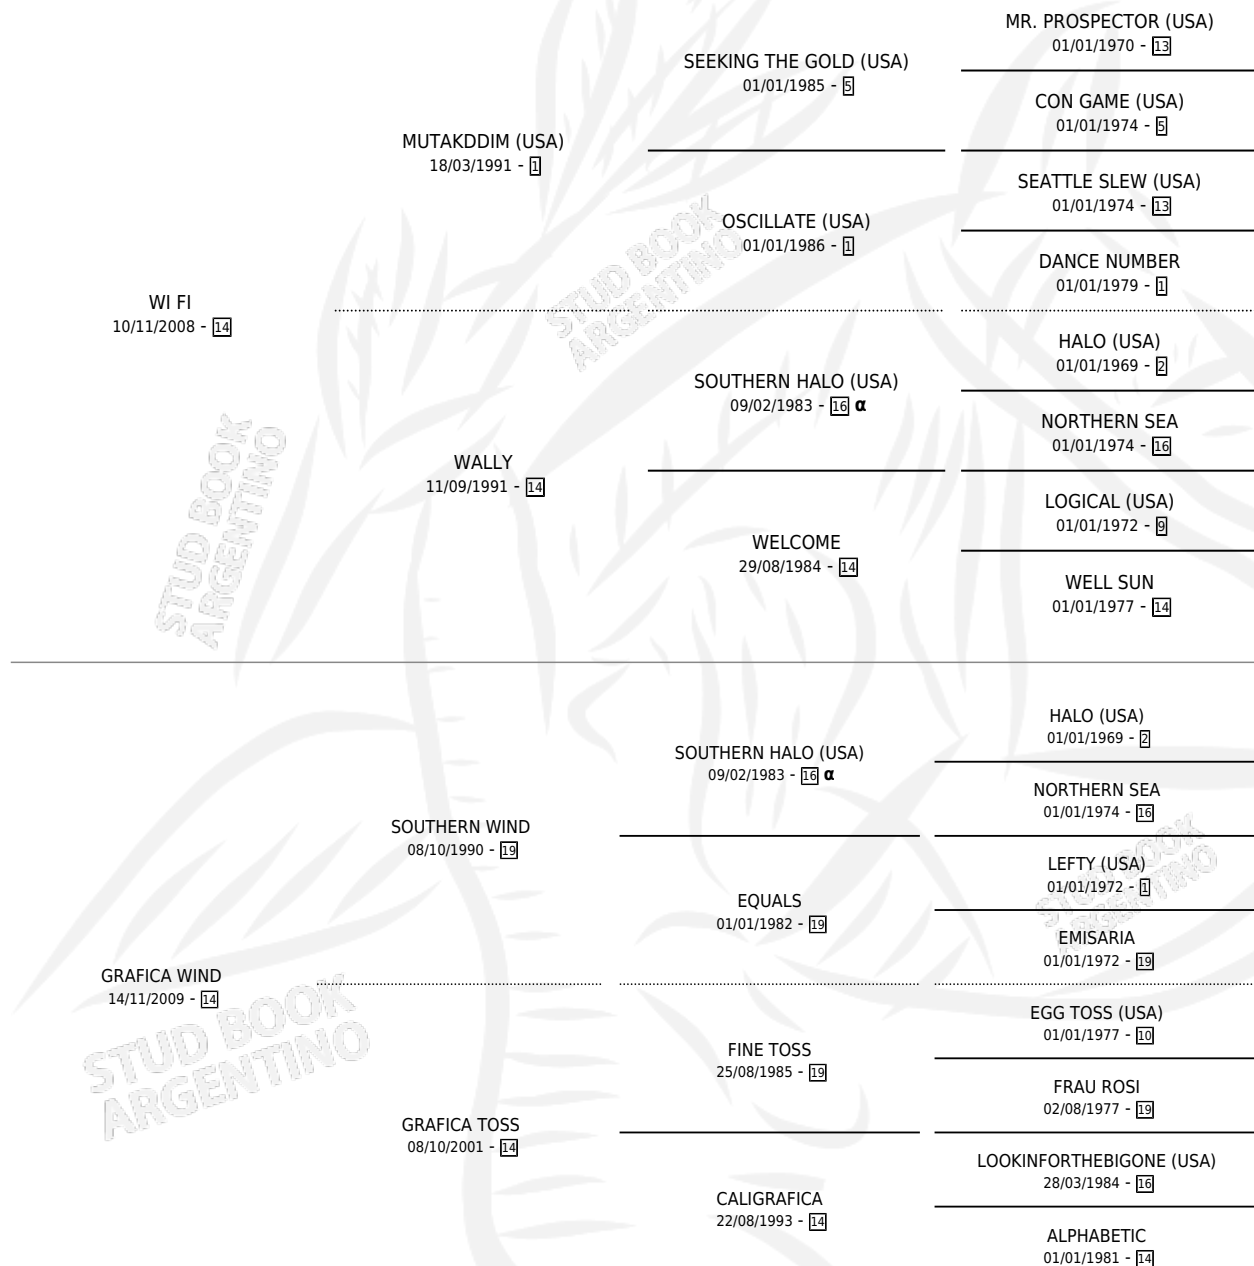 MR. PROSPECTOR (USA)
01/01/1970 - 13
SEEKING THE GOLD (USA)
01/01/1985 - 5
CON GAME (USA)
01/01/1974 - 5
MUTAKDDIM (USA)
18/03/1991 - 1
SEATTLE SLEW (USA)
01/01/1974 - 13
OSCILLATE (USA)
01/01/1986 - 1
DANCE NUMBER
01/01/1979 - 1
WI FI
10/11/2008 - 14
HALO (USA)
01/01/1969 - 2
SOUTHERN HALO (USA)
09/02/1983 - 16 α
NORTHERN SEA
01/01/1974 - 16
WALLY
11/09/1991 - 14
LOGICAL (USA)
01/01/1972 - 9
WELCOME
29/08/1984 - 14
WELL SUN
01/01/1977 - 14
HALO (USA)
01/01/1969 - 2
SOUTHERN HALO (USA)
09/02/1983 - 16 α
NORTHERN SEA
01/01/1974 - 16
SOUTHERN WIND
08/10/1990 - 19
LEFTY (USA)
01/01/1972 - 1
EQUALS
01/01/1982 - 19
EMISARIA
01/01/1972 - 19
GRAFICA WIND
14/11/2009 - 14
EGG TOSS (USA)
01/01/1977 - 10
FINE TOSS
25/08/1985 - 19
FRAU ROSI
02/08/1977 - 19
GRAFICA TOSS
08/10/2001 - 14
LOOKINFORTHEBIGONE (USA)
28/03/1984 - 16
CALIGRAFICA
22/08/1993 - 14
ALPHABETIC
01/01/1981 - 14
STUD BOOK
ARGENTINO
STUD BOOK
ARGENTINO
STUD BOOK
ARGENTINO
STUD BOOK
ARGENTINO